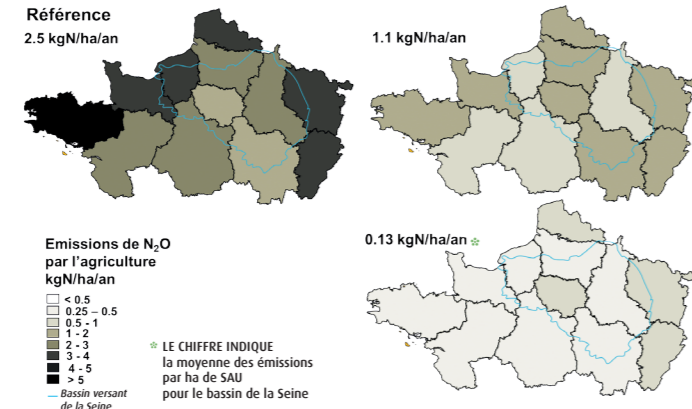 Référence
2.5 kgN/ha/an
1.1 kgN/ha/an
0.13 kgN/ha/an *
Emissions de N₂O
par l'agriculture
kgN/ha/an
< 0.5
0.25 – 0.5
0.5 - 1
1 - 2
2 - 3
3 - 4
4 - 5
> 5
Bassin versant
de la Seine
* LE CHIFFRE INDIQUE
la moyenne des émissions
par ha de SAU
pour le bassin de la Seine